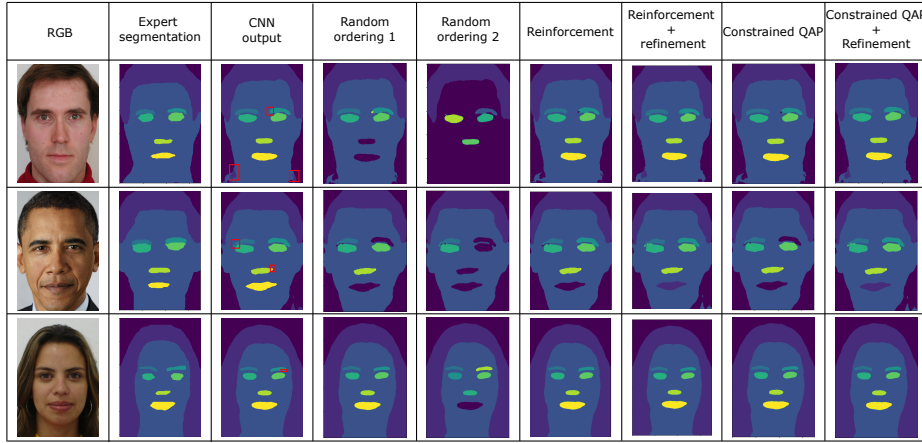 RGB
Expert
segmentation
CNN
output
Random
ordering 1
Random
ordering 2
Reinforcement
Reinforcement
+
refinement
Constrained QAP
Constrained QAP
+
Refinement